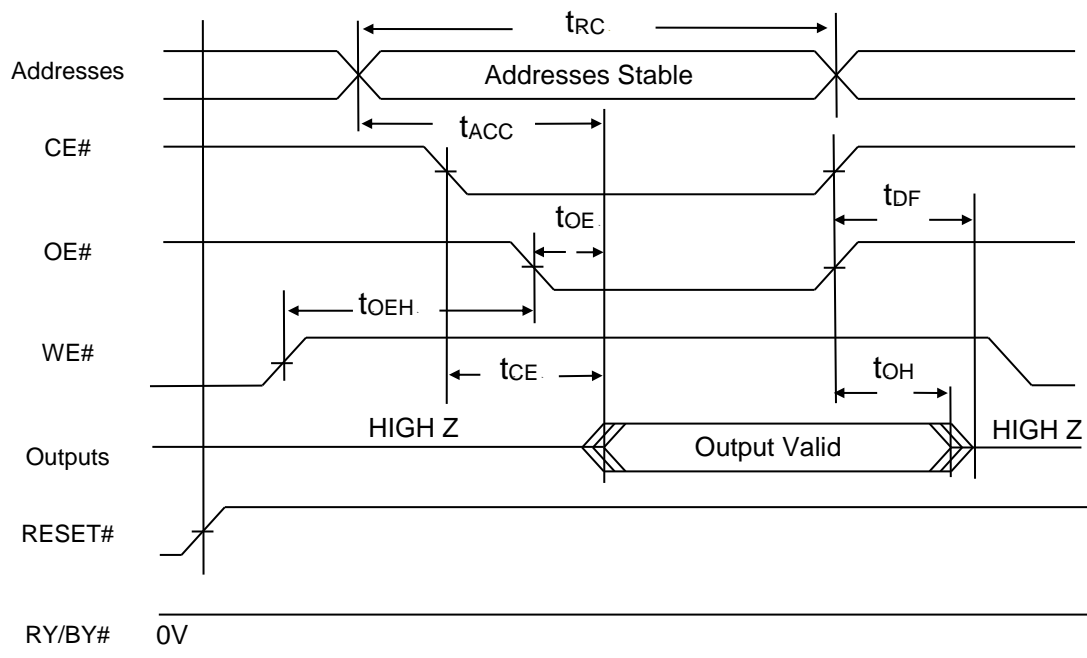 tRC
Addresses
Addresses Stable
tACC
CE#
tDF
tOE
OE#
tOEH
WE#
tCE
tOH
HIGH Z
HIGH Z
Output Valid
Outputs
RESET#
RY/BY#
0V